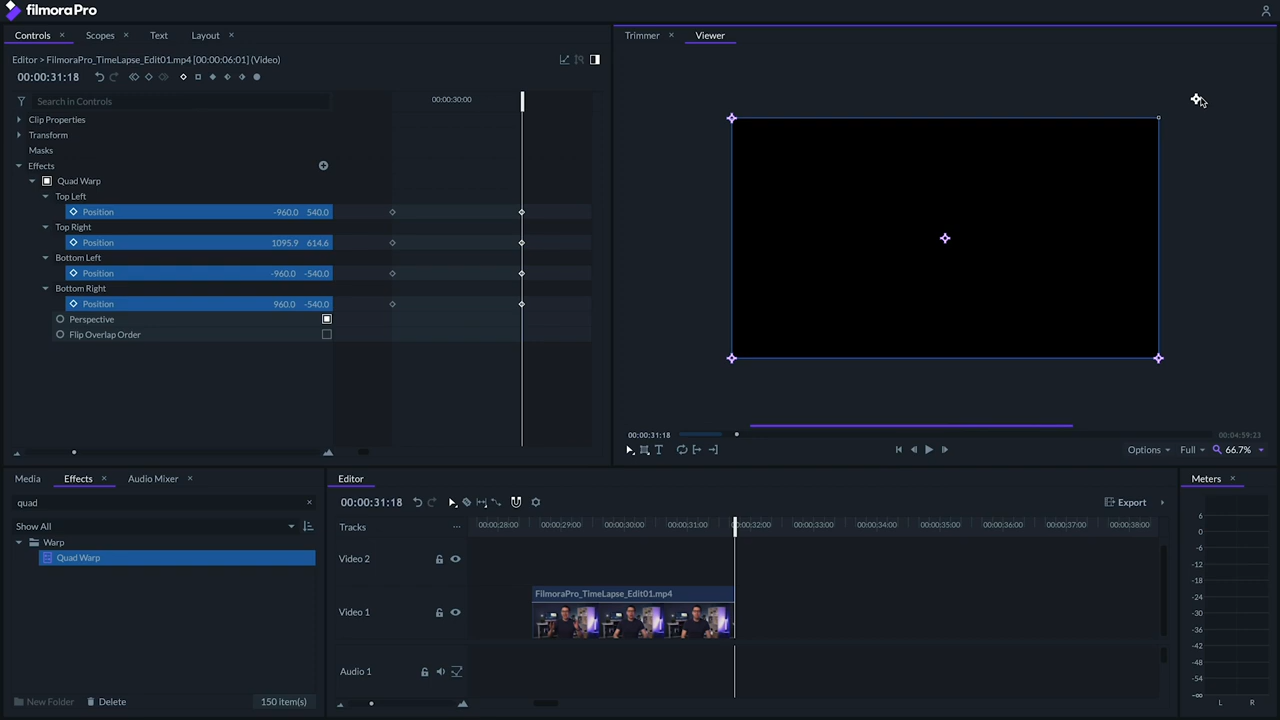 filmoraPro
Controls × Scopes × Text Layout ×
Trimmer × Viewer
Editor > FilmoraPro_TimeLapse_Edit01.mp4 [00:00:06:01] (Video)
00:00:31:18
Search in Controls
00:00:30:00
Clip Properties
Transform
Masks
Effects
Quad Warp
Top Left
Position -960.0 540.0
Top Right
Position 1095.9 614.6
Bottom Left
Position -960.0 -540.0
Bottom Right
Position 960.0 -540.0
Perspective
Flip Overlap Order
00:00:31:18 00:04:59:23
Options Full 66.7%
Media Effects × Audio Mixer ×
Editor
Meters ×
quad ×
00:00:31:18
Export
Show All
Tracks ...
00:00:28:00 00:00:29:00 00:00:30:00 00:00:31:00 00:00:32:00 00:00:33:00 00:00:34:00 00:00:35:00 00:00:36:00 00:00:37:00 00:00:38:00
Warp
Quad Warp
Video 2
FilmoraPro_TimeLapse_Edit01.mp4
Video 1
Audio 1
6
0
-6
-12
-18
-24
-30
-36
-42
-48
-54
-∞
L R
New Folder Delete 150 item(s)